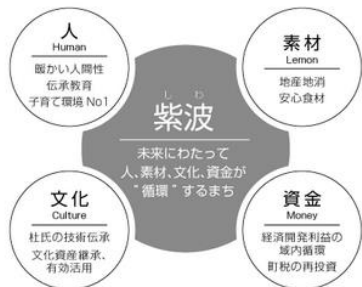 人
Human
暖かい人間性
伝承教育
子育て環境 No1
素材
Lemon
地産地消
安心食材
しわ
紫波
未来にわたって
人、素材、文化、資金が
“循環”するまち
文化
Culture
杜氏の技術伝承
文化資産継承、
有効活用
資金
Money
経済開発利益の
域内循環
町税の再投資